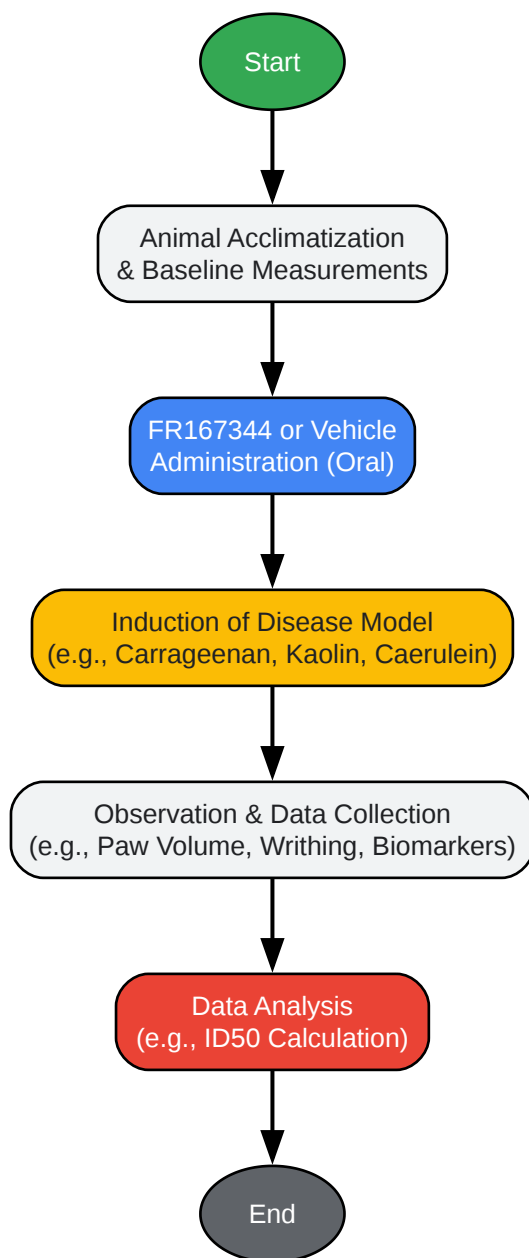 Start
Animal Acclimatization
& Baseline Measurements
FR167344 or Vehicle
Administration (Oral)
Induction of Disease Model
(e.g., Carrageenan, Kaolin, Caerulein)
Observation & Data Collection
(e.g., Paw Volume, Writhing, Biomarkers)
Data Analysis
(e.g., ID50 Calculation)
End